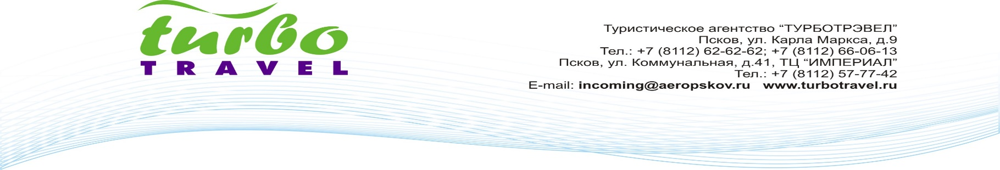 turbo
TRAVEL
Туристическое агентство “ТУРБОТРЭВЕЛ”
Псков, ул. Карла Маркса, д.9
Тел.: +7 (8112) 62-62-62; +7 (8112) 66-06-13
Псков, ул. Коммунальная, д.41, ТЦ “ИМПЕРИАЛ”
Тел.: +7 (8112) 57-77-42
E-mail: incoming@aeropskov.ru www.turbotravel.ru